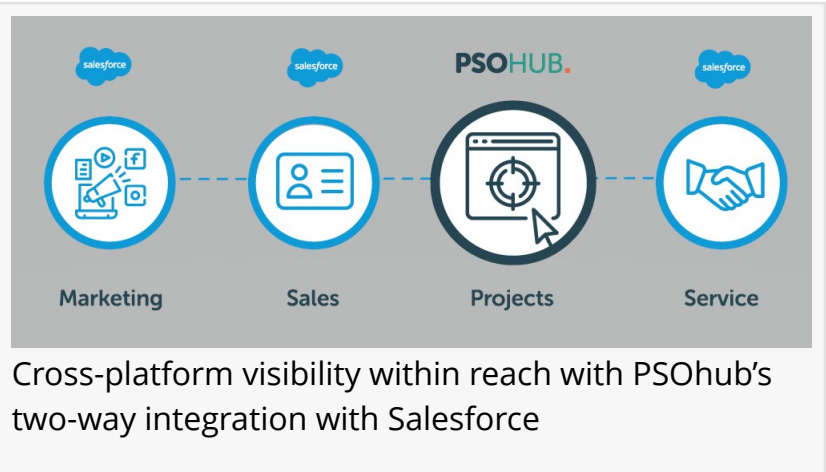 salesforce salesforce PSOHUB. salesforce
f
Marketing Sales Projects Service
Cross-platform visibility within reach with PSOhub's
two-way integration with Salesforce